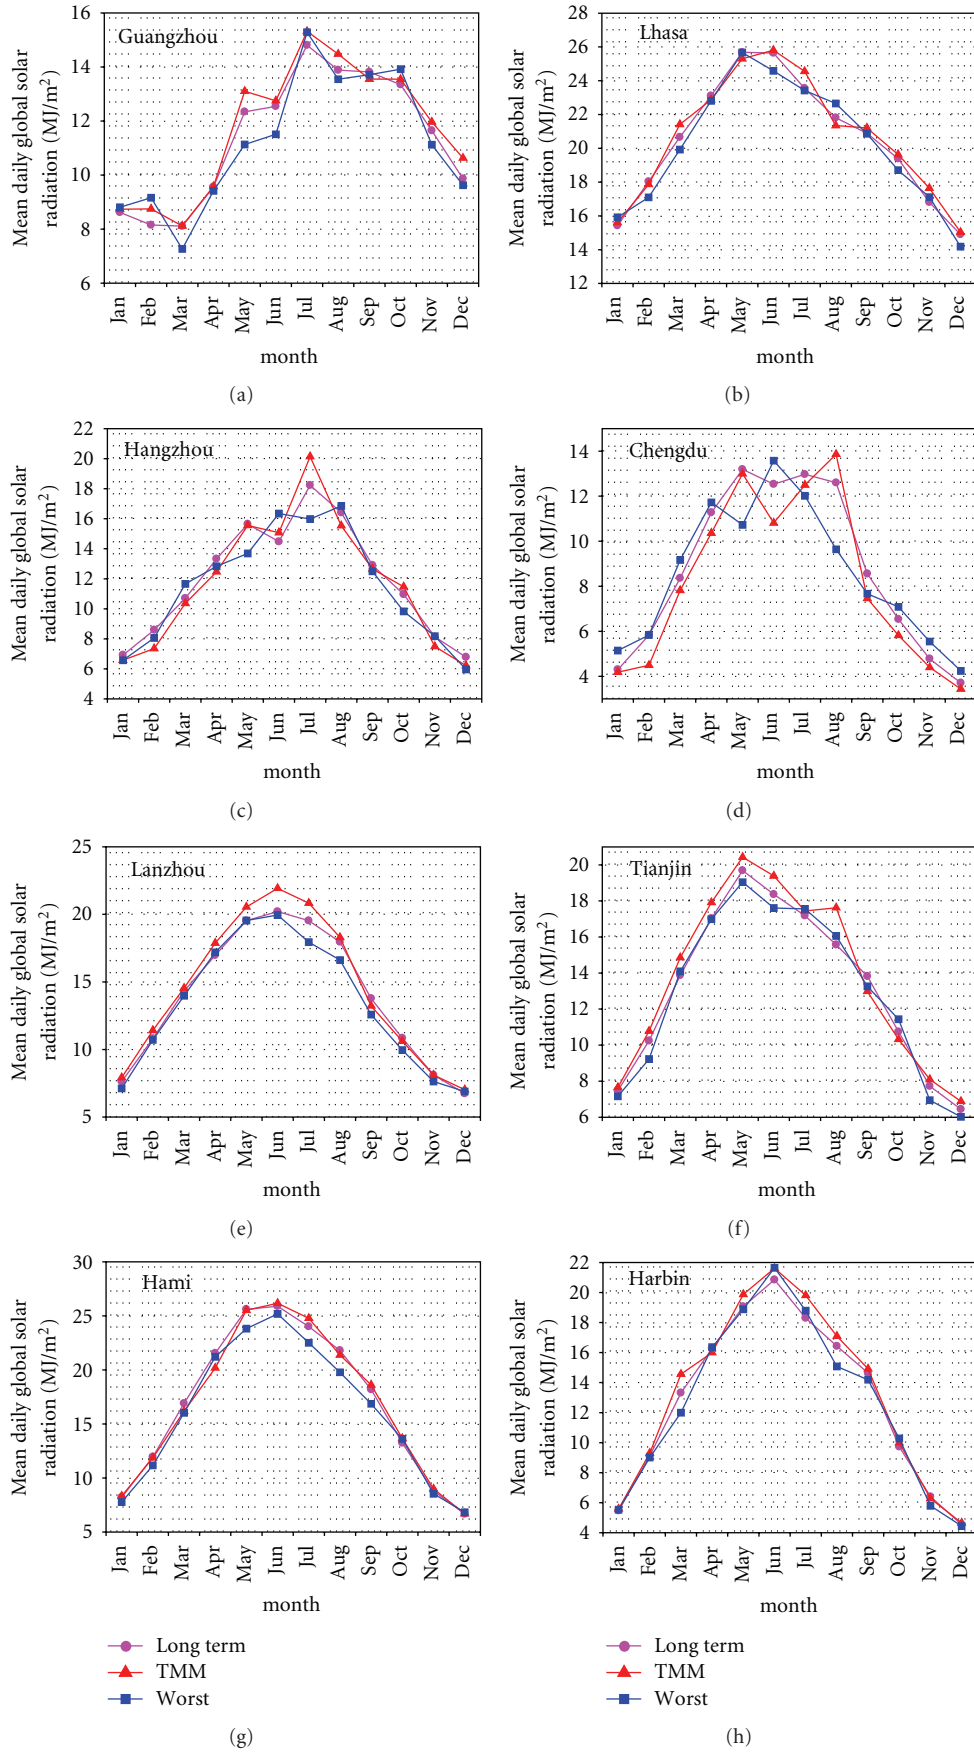 Guangzhou
Mean daily global solar
radiation (MJ/m²)
16
14
12
10
8
6
Jan Feb Mar Apr May Jun Jul Aug Sep Oct Nov Dec
month
(a)
Lhasa
Mean daily global solar
radiation (MJ/m²)
28
26
24
22
20
18
16
14
12
Jan Feb Mar Apr May Jun Jul Aug Sep Oct Nov Dec
month
(b)
Hangzhou
Mean daily global solar
radiation (MJ/m²)
22
20
18
16
14
12
10
8
6
4
Jan Feb Mar Apr May Jun Jul Aug Sep Oct Nov Dec
month
(c)
Chengdu
Mean daily global solar
radiation (MJ/m²)
14
12
10
8
6
4
Jan Feb Mar Apr May Jun Jul Aug Sep Oct Nov Dec
month
(d)
Lanzhou
Mean daily global solar
radiation (MJ/m²)
25
20
15
10
5
Jan Feb Mar Apr May Jun Jul Aug Sep Oct Nov Dec
month
(e)
Tianjin
Mean daily global solar
radiation (MJ/m²)
20
18
16
14
12
10
8
6
Jan Feb Mar Apr May Jun Jul Aug Sep Oct Nov Dec
month
(f)
Hami
Mean daily global solar
radiation (MJ/m²)
30
25
20
15
10
5
Jan Feb Mar Apr May Jun Jul Aug Sep Oct Nov Dec
month
Long term
TMM
Worst
(g)
Harbin
Mean daily global solar
radiation (MJ/m²)
22
20
18
16
14
12
10
8
6
4
Jan Feb Mar Apr May Jun Jul Aug Sep Oct Nov Dec
month
Long term
TMM
Worst
(h)